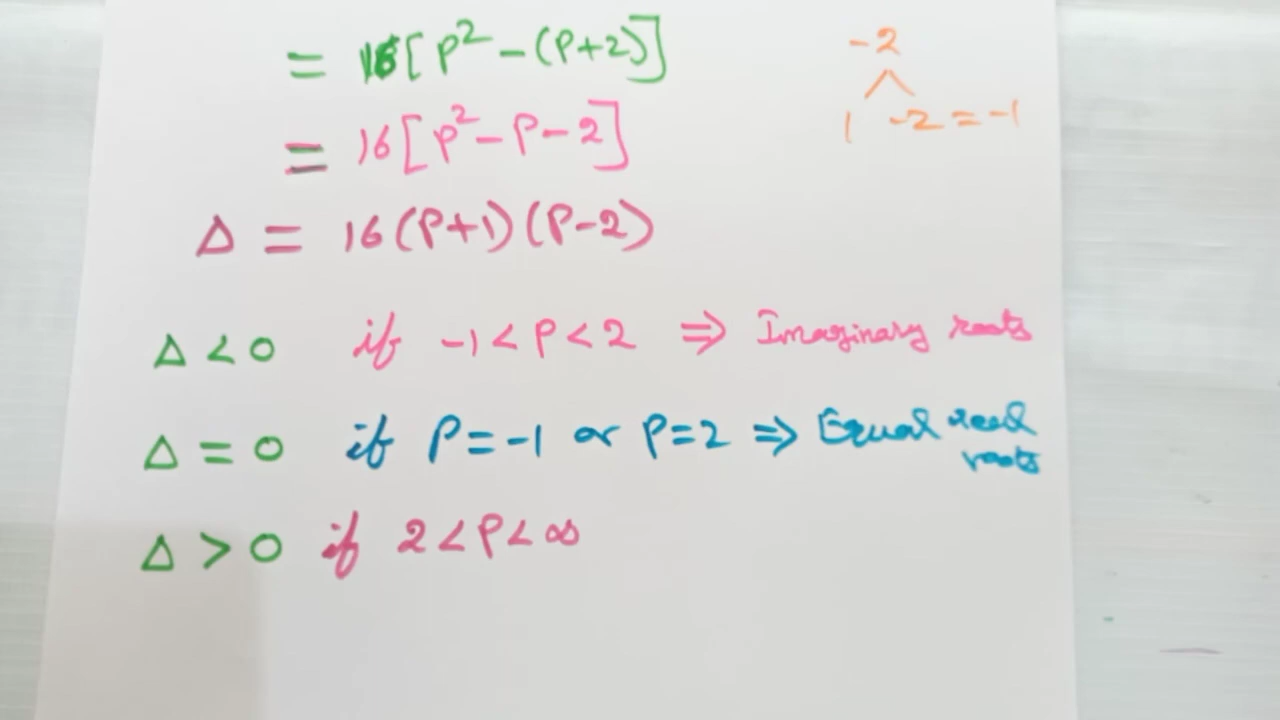 = 16[P² - (P+2)]
-2
= 16[P² - P - 2]
1 -2 = -1
Δ = 16(P+1)(P-2)
Δ < 0 if -1 < P < 2 ⇒ Imaginary roots
Δ = 0 if P = -1 or P = 2 ⇒ Equal real
roots
Δ > 0 if 2 < P < ∞